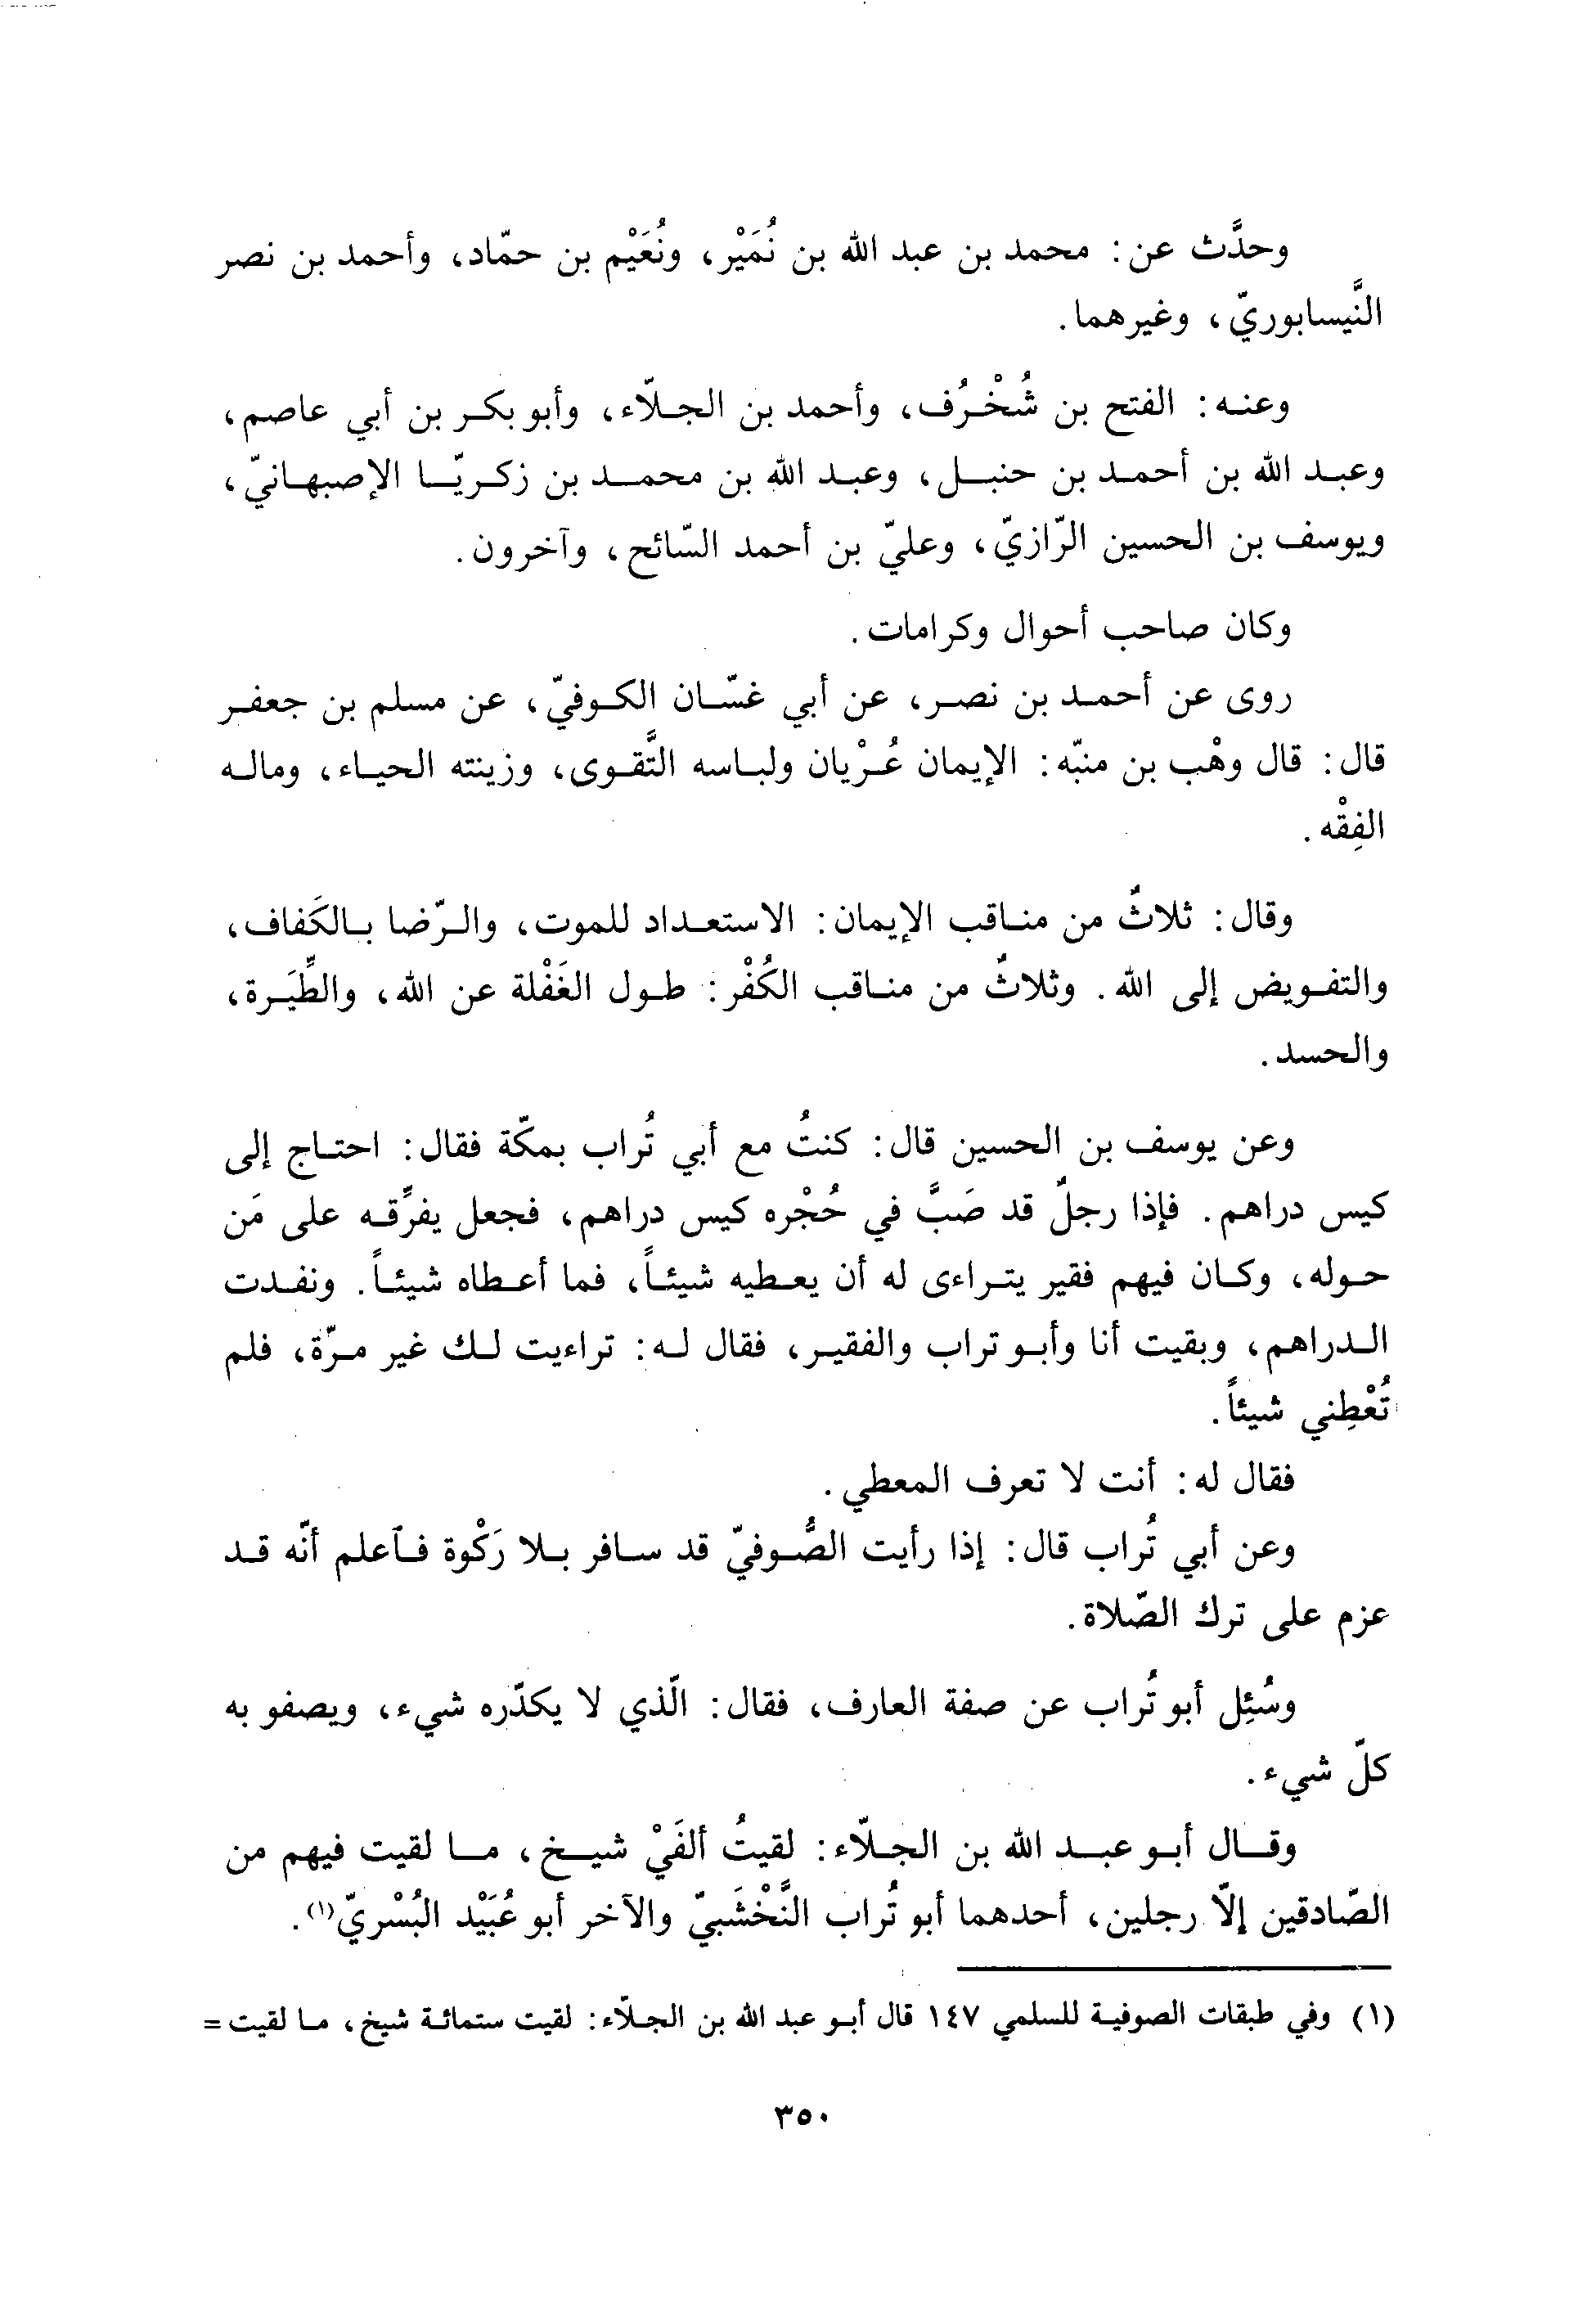 وحدَّث عن: محمد بن عبد الله بن نُمَيْر، ونُعَيْم بن حمّاد، وأحمد بن نصر
النَّيسابوريّ، وغيرهما.
وعنه: الفتح بن شُخْرُف، وأحمد بن الجلّاء، وأبو بكر بن أبي عاصم،
وعبد الله بن أحمد بن حنبل، وعبد الله بن محمد بن زكريّا الإصبهانيّ،
ويوسف بن الحسين الرّازيّ، وعليّ بن أحمد السّائح، وآخرون.
وكان صاحب أحوال وكرامات.
روى عن أحمد بن نصر، عن أبي غسّان الكوفيّ، عن مسلم بن جعفر
قال: قال وهْب بن منبّه: الإيمان عُرْيان ولباسه التَّقوى، وزينته الحياء، وماله
الفِقْه.
وقال: ثلاثٌ من مناقب الإيمان: الاستعداد للموت، والرّضا بالكَفاف،
والتفويض إلى الله. وثلاثٌ من مناقب الكُفْر: طول الغَفْلة عن الله، والطِّيَرة،
والحسد.
وعن يوسف بن الحسين قال: كنتُ مع أبي تُراب بمكّة فقال: احتاج إلى
كيس دراهم. فإذا رجلٌ قد صَبَّ في حُجْره كيس دراهم، فجعل يفرِّقه على مَن
حوله، وكان فيهم فقير يتراءى له أن يعطيه شيئاً، فما أعطاه شيئاً. ونفدت
الدراهم، وبقيت أنا وأبو تراب والفقير، فقال له: تراءيت لك غير مرّة، فلم
تُعْطِني شيئاً.
فقال له: أنت لا تعرف المعطي.
وعن أبي تُراب قال: إذا رأيت الصُّوفيّ قد سافر بلا رَكْوة فٱعلم أنّه قد
عزم على ترك الصّلاة.
وسُئِل أبو تُراب عن صفة العارف، فقال: الّذي لا يكدّره شيء، ويصفو به
كلّ شيء.
وقال أبو عبد الله بن الجلّاء: لقيتُ ألفَيْ شيخ، ما لقيت فيهم من
الصّادقين إلّا رجلين، أحدهما أبو تُراب النَّخْشَبيّ والآخر أبو عُبَيْد البُسْريّ(١).
(١) وفي طبقات الصوفية للسلمي ١٤٧ قال أبو عبد الله بن الجلّاء: لقيت ستمائة شيخ، ما لقيت =
٣٥٠